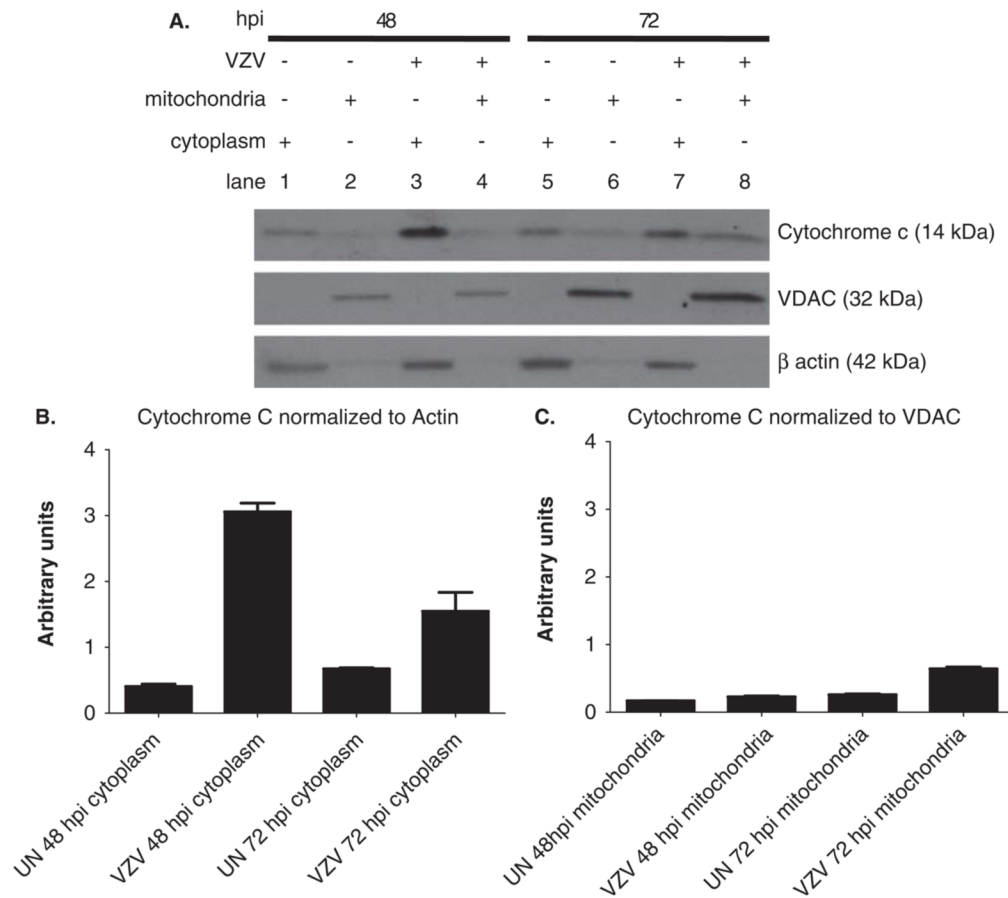 A. hpi 48 72
VZV - - + + - - + +
mitochondria - + - + - + - +
cytoplasm + - + - + - + -
lane 1 2 3 4 5 6 7 8
Cytochrome c (14 kDa)
VDAC (32 kDa)
β actin (42 kDa)
B. Cytochrome C normalized to Actin
Arbitrary units
4
3
2
1
0
UN 48 hpi cytoplasm
VZV 48 hpi cytoplasm
UN 72 hpi cytoplasm
VZV 72 hpi cytoplasm
C. Cytochrome C normalized to VDAC
Arbitrary units
4
3
2
1
0
UN 48hpi mitochondria
VZV 48 hpi mitochondria
UN 72 hpi mitochondria
VZV 72 hpi mitochondria